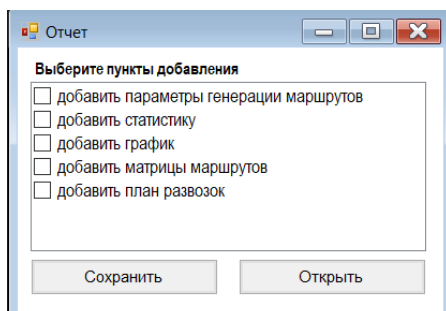 Отчет
Выберите пункты добавления
добавить параметры генерации маршрутов
добавить статистику
добавить график
добавить матрицы маршрутов
добавить план развозок
Сохранить Открыть